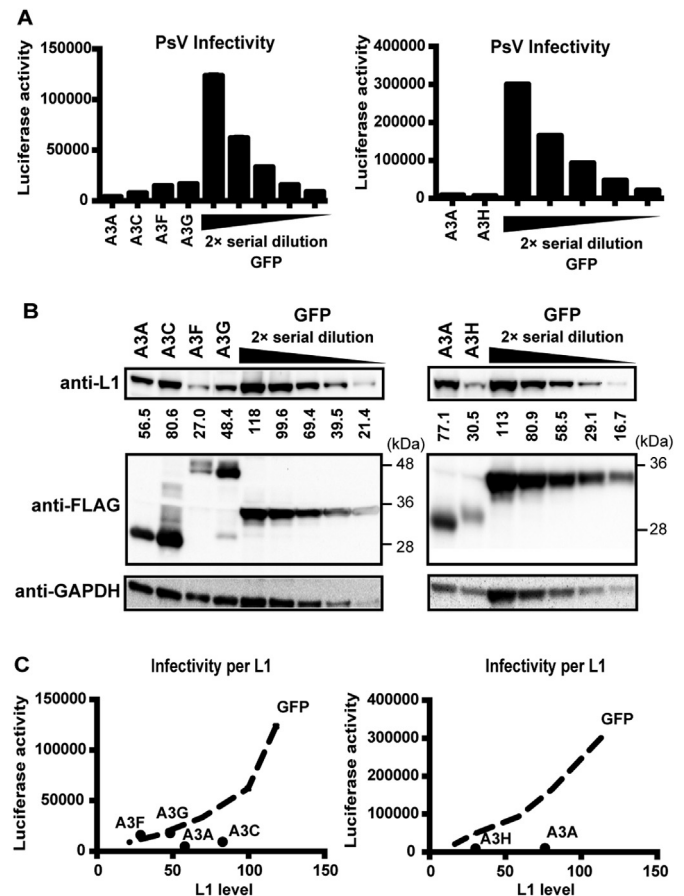 A
PsV Infectivity
Luciferase activity
150000
100000
50000
0
A3A
A3C
A3F
A3G
2× serial dilution
GFP
PsV Infectivity
Luciferase activity
400000
300000
200000
100000
0
A3A
A3H
2× serial dilution
GFP
B
A3A
A3C
A3F
A3G
GFP
2× serial dilution
anti-L1
56.5
80.6
27.0
48.4
118
99.6
69.4
39.5
21.4
(kDa)
anti-FLAG
48
36
28
anti-GAPDH
A3A
A3H
GFP
2× serial dilution
77.1
30.5
113
80.9
58.5
29.1
16.7
(kDa)
36
28
C
Infectivity per L1
Luciferase activity
150000
100000
50000
0
GFP
A3F
A3G
A3A
A3C
0
50
100
150
L1 level
Infectivity per L1
Luciferase activity
400000
300000
200000
100000
0
GFP
A3H
A3A
0
50
100
150
L1 level